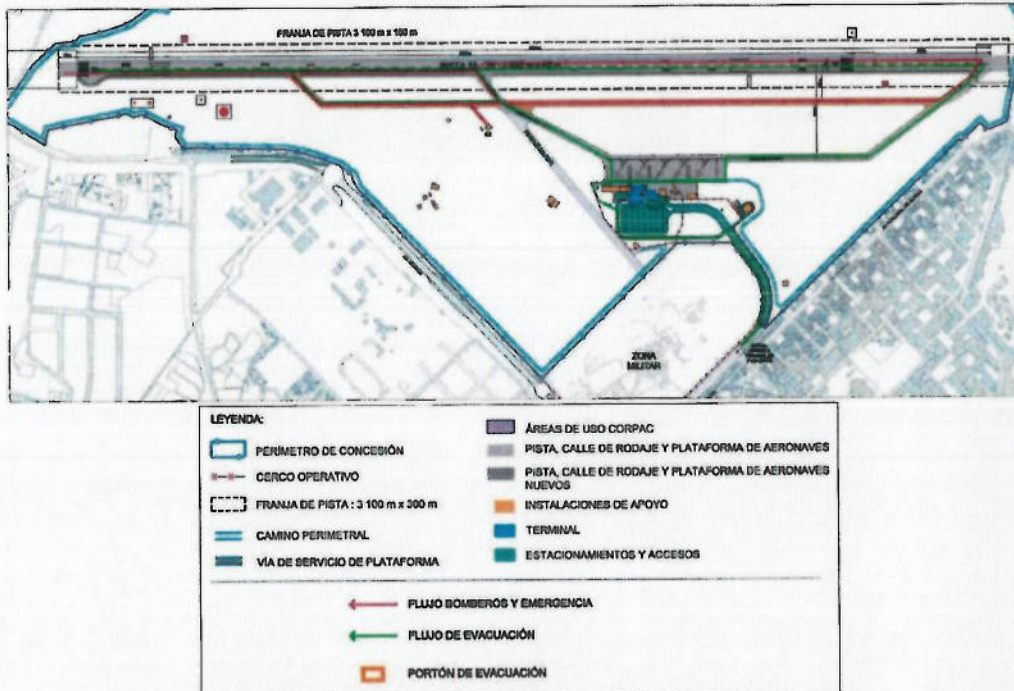 FRANJA DE PISTA 3 100 m x 150 m
ZONA
MILITAR
LEYENDA:
PERÍMETRO DE CONCESIÓN
CERCO OPERATIVO
FRANJA DE PISTA : 3 100 m x 300 m
CAMINO PERIMETRAL
VÍA DE SERVICIO DE PLATAFORMA
ÁREAS DE USO CORPAC
PISTA, CALLE DE RODAJE Y PLATAFORMA DE AERONAVES
PISTA, CALLE DE RODAJE Y PLATAFORMA DE AERONAVES
NUEVOS
INSTALACIONES DE APOYO
TERMINAL
ESTACIONAMIENTOS Y ACCESOS
FLUJO BOMBEROS Y EMERGENCIA
FLUJO DE EVACUACIÓN
PORTÓN DE EVACUACIÓN